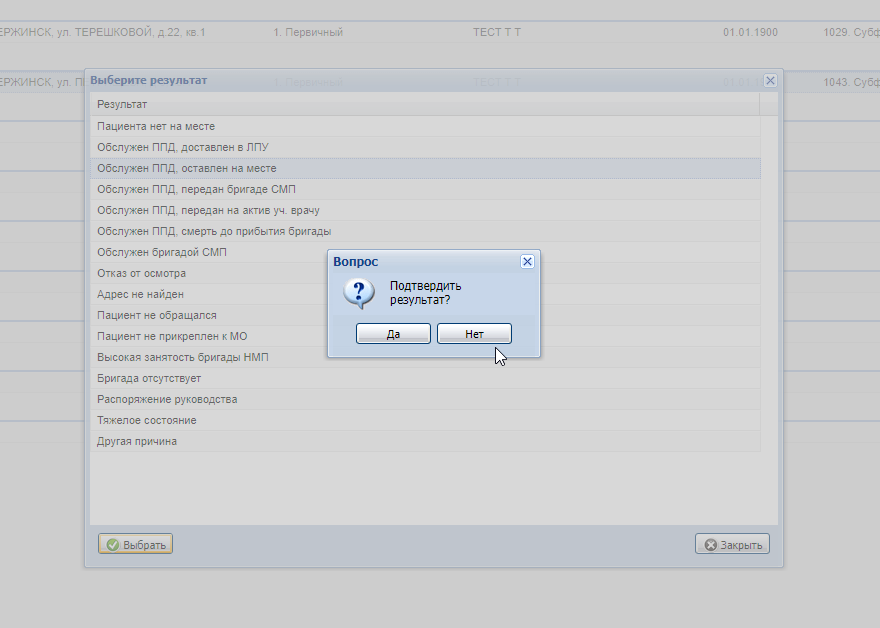 ЕРЖИНСК, ул. ТЕРЕШКОВОЙ, д.22, кв.1 1. Первичный ТЕСТ Т Т 01.01.1900 1029. Субф
ЕРЖИНСК, ул. П 1. Первичный ТЕСТ Т Т 01.01.1 1043. Субф
Выберите результат
Результат
Пациента нет на месте
Обслужен ППД, доставлен в ЛПУ
Обслужен ППД, оставлен на месте
Обслужен ППД, передан бригаде СМП
Обслужен ППД, передан на актив уч. врачу
Обслужен ППД, смерть до прибытия бригады
Обслужен бригадой СМП
Отказ от осмотра
Адрес не найден
Пациент не обращался
Пациент не прикреплен к МО
Высокая занятость бригады НМП
Бригада отсутствует
Распоряжение руководства
Тяжелое состояние
Другая причина
Вопрос
Подтвердить
результат?
Да Нет
Выбрать Закрыть